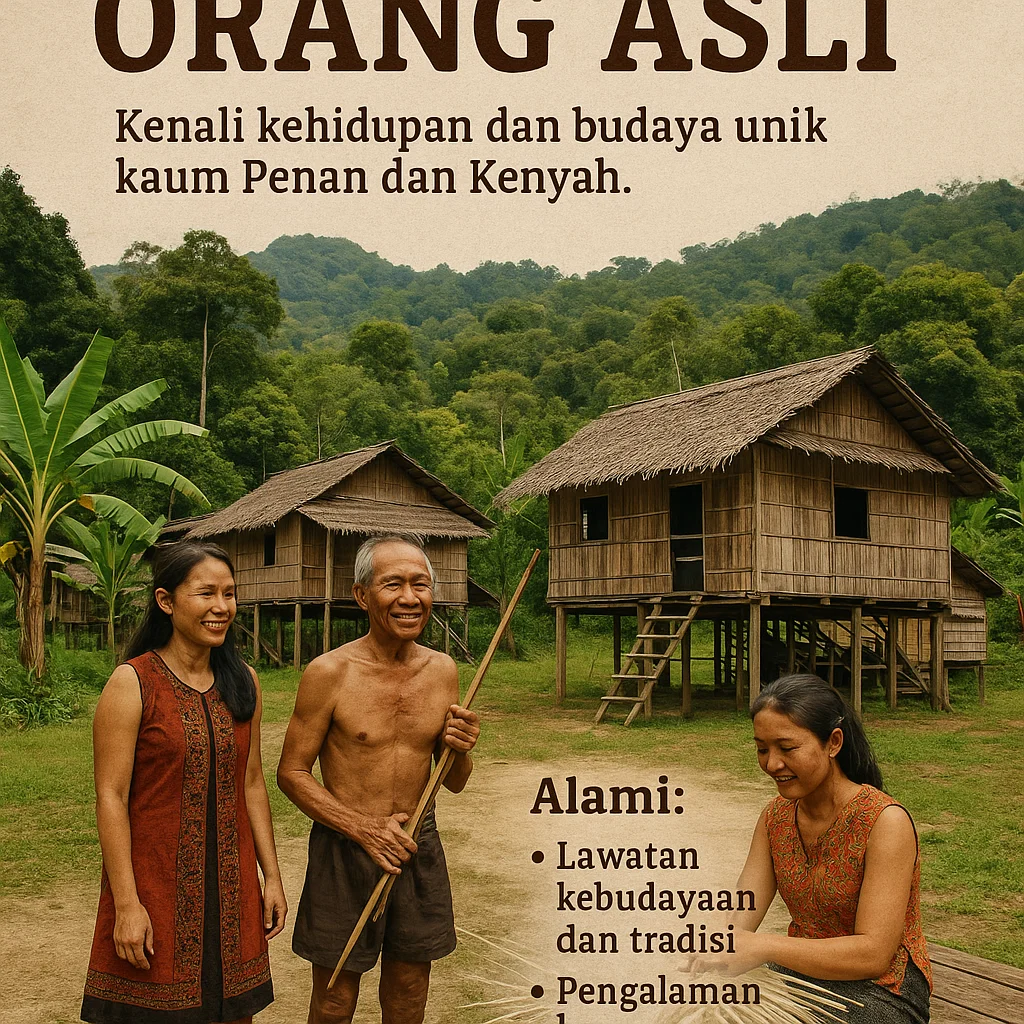 ORANG ASLI
Kenali kehidupan dan budaya unik
kaum Penan dan Kenyah.
Alami:
• Lawatan
kebudayaan
dan tradisi
• Pengalaman